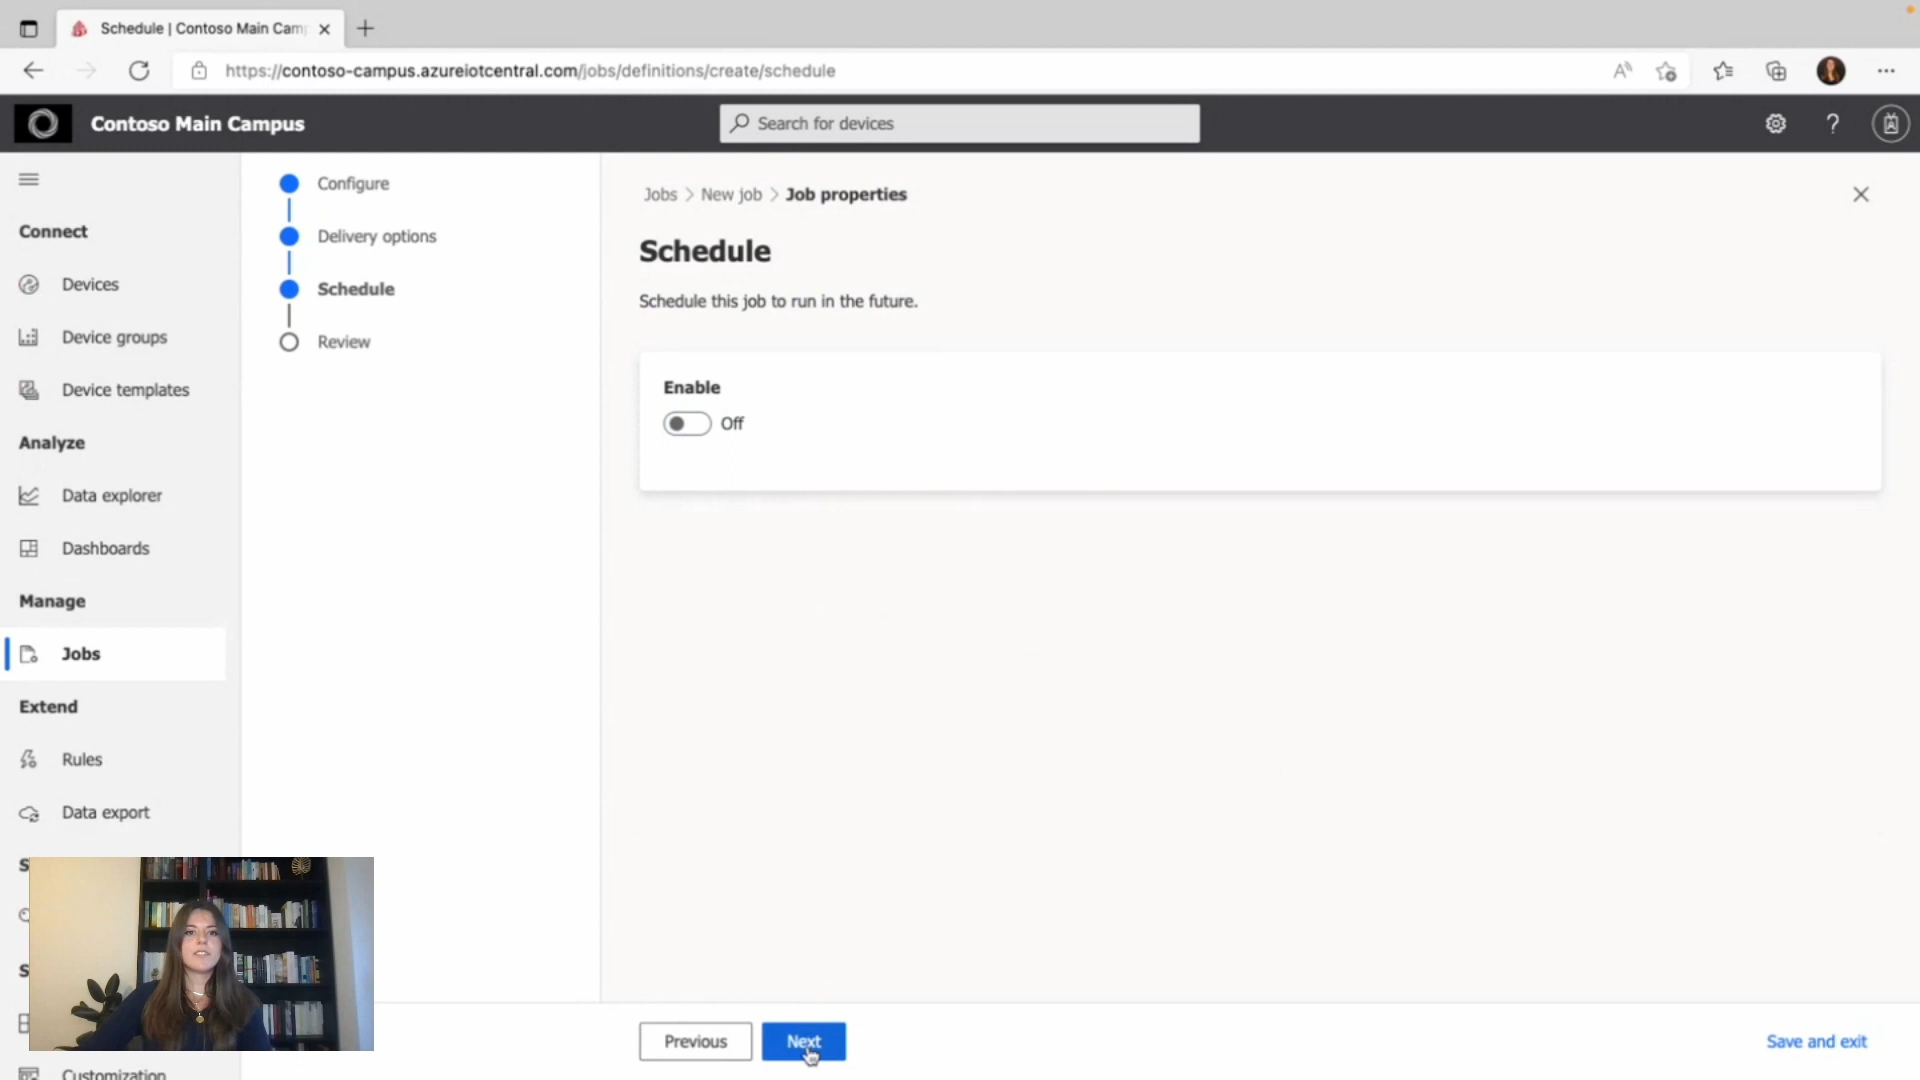 Schedule | Contoso Main Cam
https://contoso-campus.azureiotcentral.com/jobs/definitions/create/schedule
Contoso Main Campus
Search for devices
Connect
Devices
Device groups
Device templates
Analyze
Data explorer
Dashboards
Manage
Jobs
Extend
Rules
Data export
S
S
Customization
Configure
Delivery options
Schedule
Review
Jobs > New job > Job properties
Schedule
Schedule this job to run in the future.
Enable
Off
Previous
Next
Save and exit